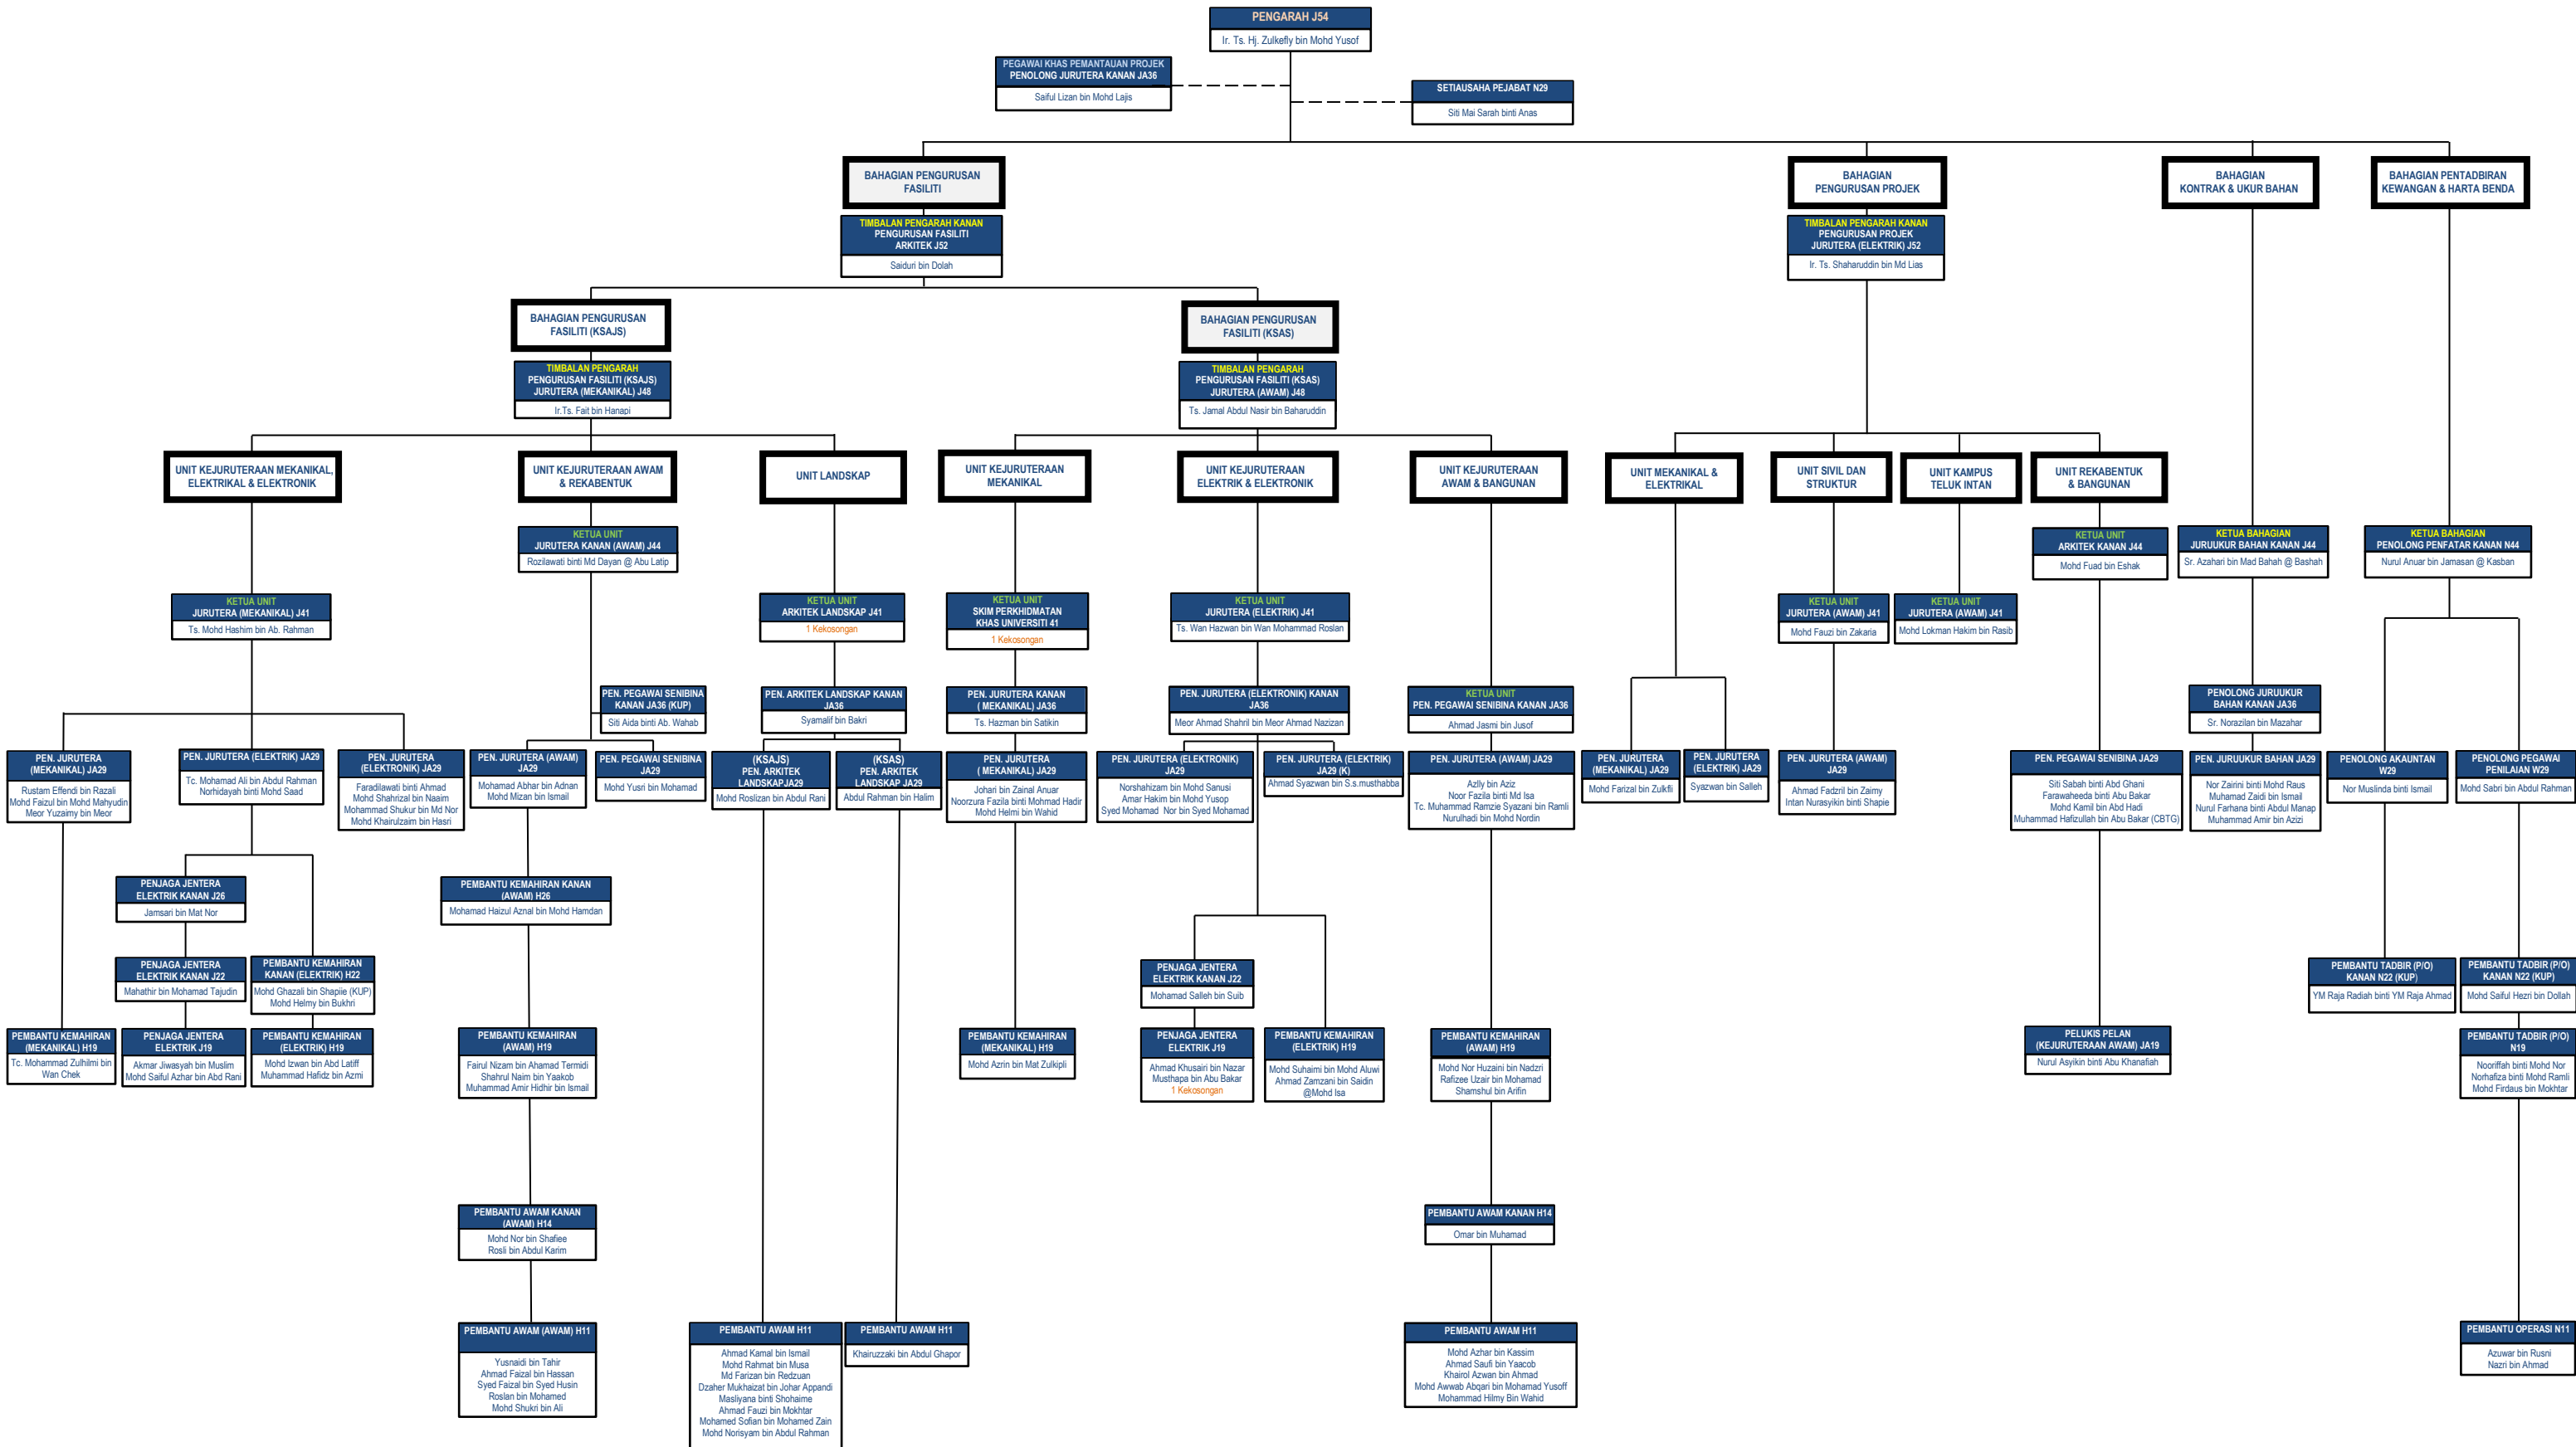 PENGARAH J54
Ir. Ts. Hj. Zulkefly bin Mohd Yusof
PEGAWAI KHAS PEMANTAUAN PROJEK
PENOLONG JURUTERA KANAN JA36
Saiful Lizan bin Mohd Lajis
SETIAUSAHA PEJABAT N29
Siti Mai Sarah binti Anas
BAHAGIAN PENGURUSAN
FASILITI
BAHAGIAN
PENGURUSAN PROJEK
BAHAGIAN
KONTRAK & UKUR BAHAN
BAHAGIAN PENTADBIRAN
KEWANGAN & HARTA BENDA
TIMBALAN PENGARAH KANAN
PENGURUSAN FASILITI
ARKITEK J52
Saiduri bin Dolah
TIMBALAN PENGARAH KANAN
PENGURUSAN PROJEK
JURUTERA (ELEKTRIK) J52
Ir. Ts. Shaharuddin bin Md Lias
BAHAGIAN PENGURUSAN
FASILITI (KSAJS)
BAHAGIAN PENGURUSAN
FASILITI (KSAS)
TIMBALAN PENGARAH
PENGURUSAN FASILITI (KSAJS)
JURUTERA (MEKANIKAL) J48
Ir.Ts. Fait bin Hanapi
TIMBALAN PENGARAH
PENGURUSAN FASILITI (KSAS)
JURUTERA (AWAM) J48
Ts. Jamal Abdul Nasir bin Baharuddin
UNIT KEJURUTERAAN MEKANIKAL,
ELEKTRIKAL & ELEKTRONIK
UNIT KEJURUTERAAN AWAM
& REKABENTUK
UNIT LANDSKAP
UNIT KEJURUTERAAN
MEKANIKAL
UNIT KEJURUTERAAN
ELEKTRIK & ELEKTRONIK
UNIT KEJURUTERAAN
AWAM & BANGUNAN
UNIT MEKANIKAL &
ELEKTRIKAL
UNIT SIVIL DAN
STRUKTUR
UNIT KAMPUS
TELUK INTAN
UNIT REKABENTUK
& BANGUNAN
KETUA UNIT
JURUTERA KANAN (AWAM) J44
Rozilawati binti Md Dayan @ Abu Latip
KETUA UNIT
ARKITEK KANAN J44
Mohd Fuad bin Eshak
KETUA BAHAGIAN
JURUUKUR BAHAN KANAN J44
Sr. Azahari bin Mad Bahah @ Bashah
KETUA BAHAGIAN
PENOLONG PENFATAR KANAN N44
Nurul Anuar bin Jamasan @ Kasban
KETUA UNIT
JURUTERA (MEKANIKAL) J41
Ts. Mohd Hashim bin Ab. Rahman
KETUA UNIT
ARKITEK LANDSKAP J41
1 Kekosongan
KETUA UNIT
SKIM PERKHIDMATAN
KHAS UNIVERSITI 41
1 Kekosongan
KETUA UNIT
JURUTERA (ELEKTRIK) J41
Ts. Wan Hazwan bin Wan Mohammad Roslan
KETUA UNIT
JURUTERA (AWAM) J41
Mohd Fauzi bin Zakaria
KETUA UNIT
JURUTERA (AWAM) J41
Mohd Lokman Hakim bin Rasib
PEN. PEGAWAI SENIBINA
KANAN JA36 (KUP)
Siti Aida binti Ab. Wahab
PEN. ARKITEK LANDSKAP KANAN
JA36
Syamalif bin Bakri
PEN. JURUTERA KANAN
( MEKANIKAL) JA36
Ts. Hazman bin Satikin
PEN. JURUTERA (ELEKTRONIK) KANAN
JA36
Meor Ahmad Shahril bin Meor Ahmad Nazizan
KETUA UNIT
PEN. PEGAWAI SENIBINA KANAN JA36
Ahmad Jasmi bin Jusof
PENOLONG JURUUKUR
BAHAN KANAN JA36
Sr. Norazilan bin Mazahar
PEN. JURUTERA
(MEKANIKAL) JA29
Rustam Effendi bin Razali
Mohd Faizul bin Mohd Mahyudin
Meor Yuzaimy bin Meor
PEN. JURUTERA (ELEKTRIK) JA29
Tc. Mohamad Ali bin Abdul Rahman
Norhidayah binti Mohd Saad
PEN. JURUTERA
(ELEKTRONIK) JA29
Faradilawati binti Ahmad
Mohd Shahrizal bin Naaim
Mohammad Shukur bin Md Nor
Mohd Khairulzaim bin Hasri
PEN. JURUTERA (AWAM)
JA29
Mohamad Abhar bin Adnan
Mohd Mizan bin Ismail
PEN. PEGAWAI SENIBINA
JA29
Mohd Yusri bin Mohamad
(KSAJS)
PEN. ARKITEK
LANDSKAPJA29
Mohd Roslizan bin Abdul Rani
(KSAS)
PEN. ARKITEK
LANDSKAP JA29
Abdul Rahman bin Halim
PEN. JURUTERA
( MEKANIKAL) JA29
Johari bin Zainal Anuar
Noorzura Fazila binti Mohmad Hadir
Mohd Helmi bin Wahid
PEN. JURUTERA (ELEKTRONIK)
JA29
Norshahizam bin Mohd Sanusi
Amar Hakim bin Mohd Yusop
Syed Mohamad  Nor bin Syed Mohamad
PEN. JURUTERA (ELEKTRIK)
JA29 (K)
Ahmad Syazwan bin S.s.musthabba
PEN. JURUTERA (AWAM) JA29
Azlly bin Aziz
Noor Fazila binti Md Isa
Tc. Muhammad Ramzie Syazani bin Ramli
Nurulhadi bin Mohd Nordin
PEN. JURUTERA
(MEKANIKAL) JA29
Mohd Farizal bin Zulkfli
PEN. JURUTERA
(ELEKTRIK) JA29
Syazwan bin Salleh
PEN. JURUTERA (AWAM)
JA29
Ahmad Fadzril bin Zaimy
Intan Nurasyikin binti Shapie
PEN. PEGAWAI SENIBINA JA29
Siti Sabah binti Abd Ghani
Farawaheeda binti Abu Bakar
Mohd Kamil bin Abd Hadi
Muhammad Hafizullah bin Abu Bakar (CBTG)
PEN. JURUUKUR BAHAN JA29
Nor Zairini binti Mohd Raus
Muhamad Zaidi bin Ismail
Nurul Farhana binti Abdul Manap
Muhammad Amir bin Azizi
PENOLONG AKAUNTAN
W29
Nor Muslinda binti Ismail
PENOLONG PEGAWAI
PENILAIAN W29
Mohd Sabri bin Abdul Rahman
PENJAGA JENTERA
ELEKTRIK KANAN J26
Jamsari bin Mat Nor
PEMBANTU KEMAHIRAN KANAN
(AWAM) H26
Mohamad Haizul Aznal bin Mohd Hamdan
PENJAGA JENTERA
ELEKTRIK KANAN J22
Mahathir bin Mohamad Tajudin
PEMBANTU KEMAHIRAN
KANAN (ELEKTRIK) H22
Mohd Ghazali bin Shapiie (KUP)
Mohd Helmy bin Bukhri
PENJAGA JENTERA
ELEKTRIK KANAN J22
Mohamad Salleh bin Suib
PEMBANTU TADBIR (P/O)
KANAN N22 (KUP)
YM Raja Radiah binti YM Raja Ahmad
PEMBANTU TADBIR (P/O)
KANAN N22 (KUP)
Mohd Saiful Hezri bin Dollah
PEMBANTU KEMAHIRAN
(MEKANIKAL) H19
Tc. Mohammad Zulhilmi bin
Wan Chek
PENJAGA JENTERA
ELEKTRIK J19
Akmar Jiwasyah bin Muslim
Mohd Saiful Azhar bin Abd Rani
PEMBANTU KEMAHIRAN
(ELEKTRIK) H19
Mohd Izwan bin Abd Latiff
Muhammad Hafidz bin Azmi
PEMBANTU KEMAHIRAN
(AWAM) H19
Fairul Nizam bin Ahamad Termidi
Shahrul Naim bin Yaakob
Muhammad Amir Hidhir bin Ismail
PEMBANTU KEMAHIRAN
(MEKANIKAL) H19
Mohd Azrin bin Mat Zulkipli
PENJAGA JENTERA
ELEKTRIK J19
Ahmad Khusairi bin Nazar
Musthapa bin Abu Bakar
1 Kekosongan
PEMBANTU KEMAHIRAN
(ELEKTRIK) H19
Mohd Suhaimi bin Mohd Aluwi
Ahmad Zamzani bin Saidin
@Mohd Isa
PEMBANTU KEMAHIRAN
(AWAM) H19
Mohd Nor Huzaini bin Nadzri
Rafizee Uzair bin Mohamad
Shamshul bin Arifin
PELUKIS PELAN
(KEJURUTERAAN AWAM) JA19
Nurul Asyikin binti Abu Khanafiah
PEMBANTU TADBIR (P/O)
N19
Nooriffah binti Mohd Nor
Norhafiza binti Mohd Ramli
Mohd Firdaus bin Mokhtar
PEMBANTU AWAM KANAN
(AWAM) H14
Mohd Nor bin Shafiee
Rosli bin Abdul Karim
PEMBANTU AWAM KANAN H14
Omar bin Muhamad
PEMBANTU AWAM (AWAM) H11
Yusnaidi bin Tahir
Ahmad Faizal bin Hassan
Syed Faizal bin Syed Husin
Roslan bin Mohamed
Mohd Shukri bin Ali
PEMBANTU AWAM H11
Ahmad Kamal bin Ismail
Mohd Rahmat bin Musa
Md Farizan bin Redzuan
Dzaher Mukhaizat bin Johar Appandi
Masliyana binti Shohaime
Ahmad Fauzi bin Mokhtar
Mohamed Sofian bin Mohamed Zain
Mohd Norisyam bin Abdul Rahman
PEMBANTU AWAM H11
Khairuzzaki bin Abdul Ghapor
PEMBANTU AWAM H11
Mohd Azhar bin Kassim
Ahmad Saufi bin Yaacob
Khairol Azwan bin Ahmad
Mohd Awwab Abqari bin Mohamad Yusoff
Mohammad Hilmy Bin Wahid
PEMBANTU OPERASI N11
Azuwar bin Rusni
Nazri bin Ahmad